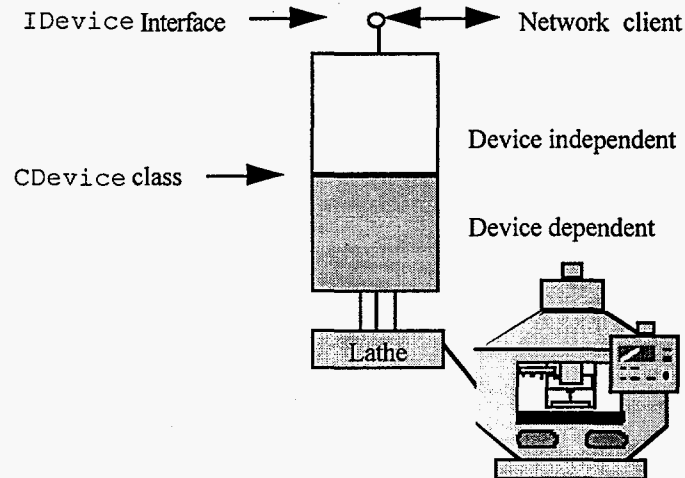 IDevice Interface
Network client
Device independent
CDevice class
Device dependent
Lathe